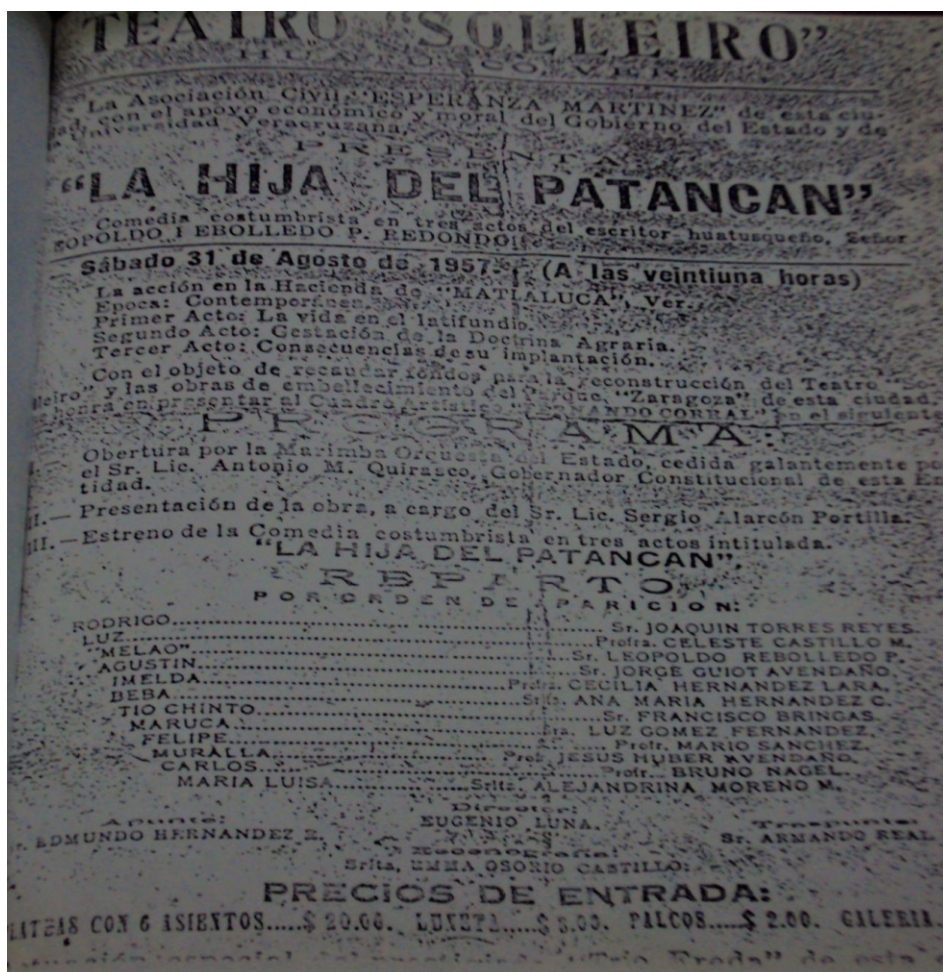 TEATRO "SOLLEIRO"
HUATUSCO, VER.
La Asociación Civil "ESPERANZA MARTINEZ" de esta ciu-
dad, con el apoyo económico y moral del Gobierno del Estado y de
Universidad Veracruzana,
PRESENTA
"LA HIJA DEL PATANCAN"
Comedia costumbrista en tres actos del escritor huatusqueño, Señor
EOPOLDO REBOLLEDO P. REDONDO
Sábado 31 de Agosto de 1957. (A las veintiuna horas)
La acción en la Hacienda de "MATLALUCA", Ver.
Epoca: Contemporánea
Primer Acto: La vida en el latifundio.
Segundo Acto: Gestación de la Doctrina Agraria.
Tercer Acto: Consecuencias de su implantación.
Con el objeto de recaudar fondos para la reconstrucción del Teatro "So
lleiro" y las obras de embellecimiento del Parque "Zaragoza" de esta ciudad,
honra en presentar al Cuadro Artístico "FERNANDO CORRAL" en el siguiente
PROGRAMA:
Obertura por la Marimba Orquesta del Estado, cedida galantemente po
el Sr. Lic. Antonio M. Quirasco, Gobernador Constitucional de esta En
tidad.
II.— Presentación de la obra, a cargo del Sr. Lic. Sergio Alarcón Portilla.
III.— Estreno de la Comedia costumbrista en tres actos intitulada.
"LA HIJA DEL PATANCAN".
REPARTO
POR ORDEN DE APARICION:
RODRIGO.......... Sr. JOAQUIN TORRES REYES.
LUZ.......... Profra. CELESTE CASTILLO M.
"MELAO".......... Sr. LEOPOLDO REBOLLEDO P.
AGUSTIN.......... Sr. JORGE GUIOT AVENDAÑO.
IMELDA.......... Profra. CECILIA HERNANDEZ LARA.
BEBA.......... Srita. ANA MARIA HERNANDEZ C.
TIO CHINTO.......... Sr. FRANCISCO BRINGAS.
MARUCA.......... Sra. LUZ GOMEZ FERNANDEZ.
FELIPE.......... Profr. MARIO SANCHEZ.
MURALLA.......... Prof. JESUS HUBER AVENDAÑO.
CARLOS.......... Profr. BRUNO NAGEL.
MARIA LUISA.......... Srita. ALEJANDRINA MORENO M.
Apunte: Director: Traspunte:
EDMUNDO HERNANDEZ EUGENIO LUNA. Sr. ARMANDO REAL
Escenografía:
Srita. EMMA OSORIO CASTILLO.
PRECIOS DE ENTRADA:
LATEAS CON 6 ASIENTOS.....$ 20.00. LUNETA.....$ 3.00. PALCOS.....$ 2.00. GALERIA.